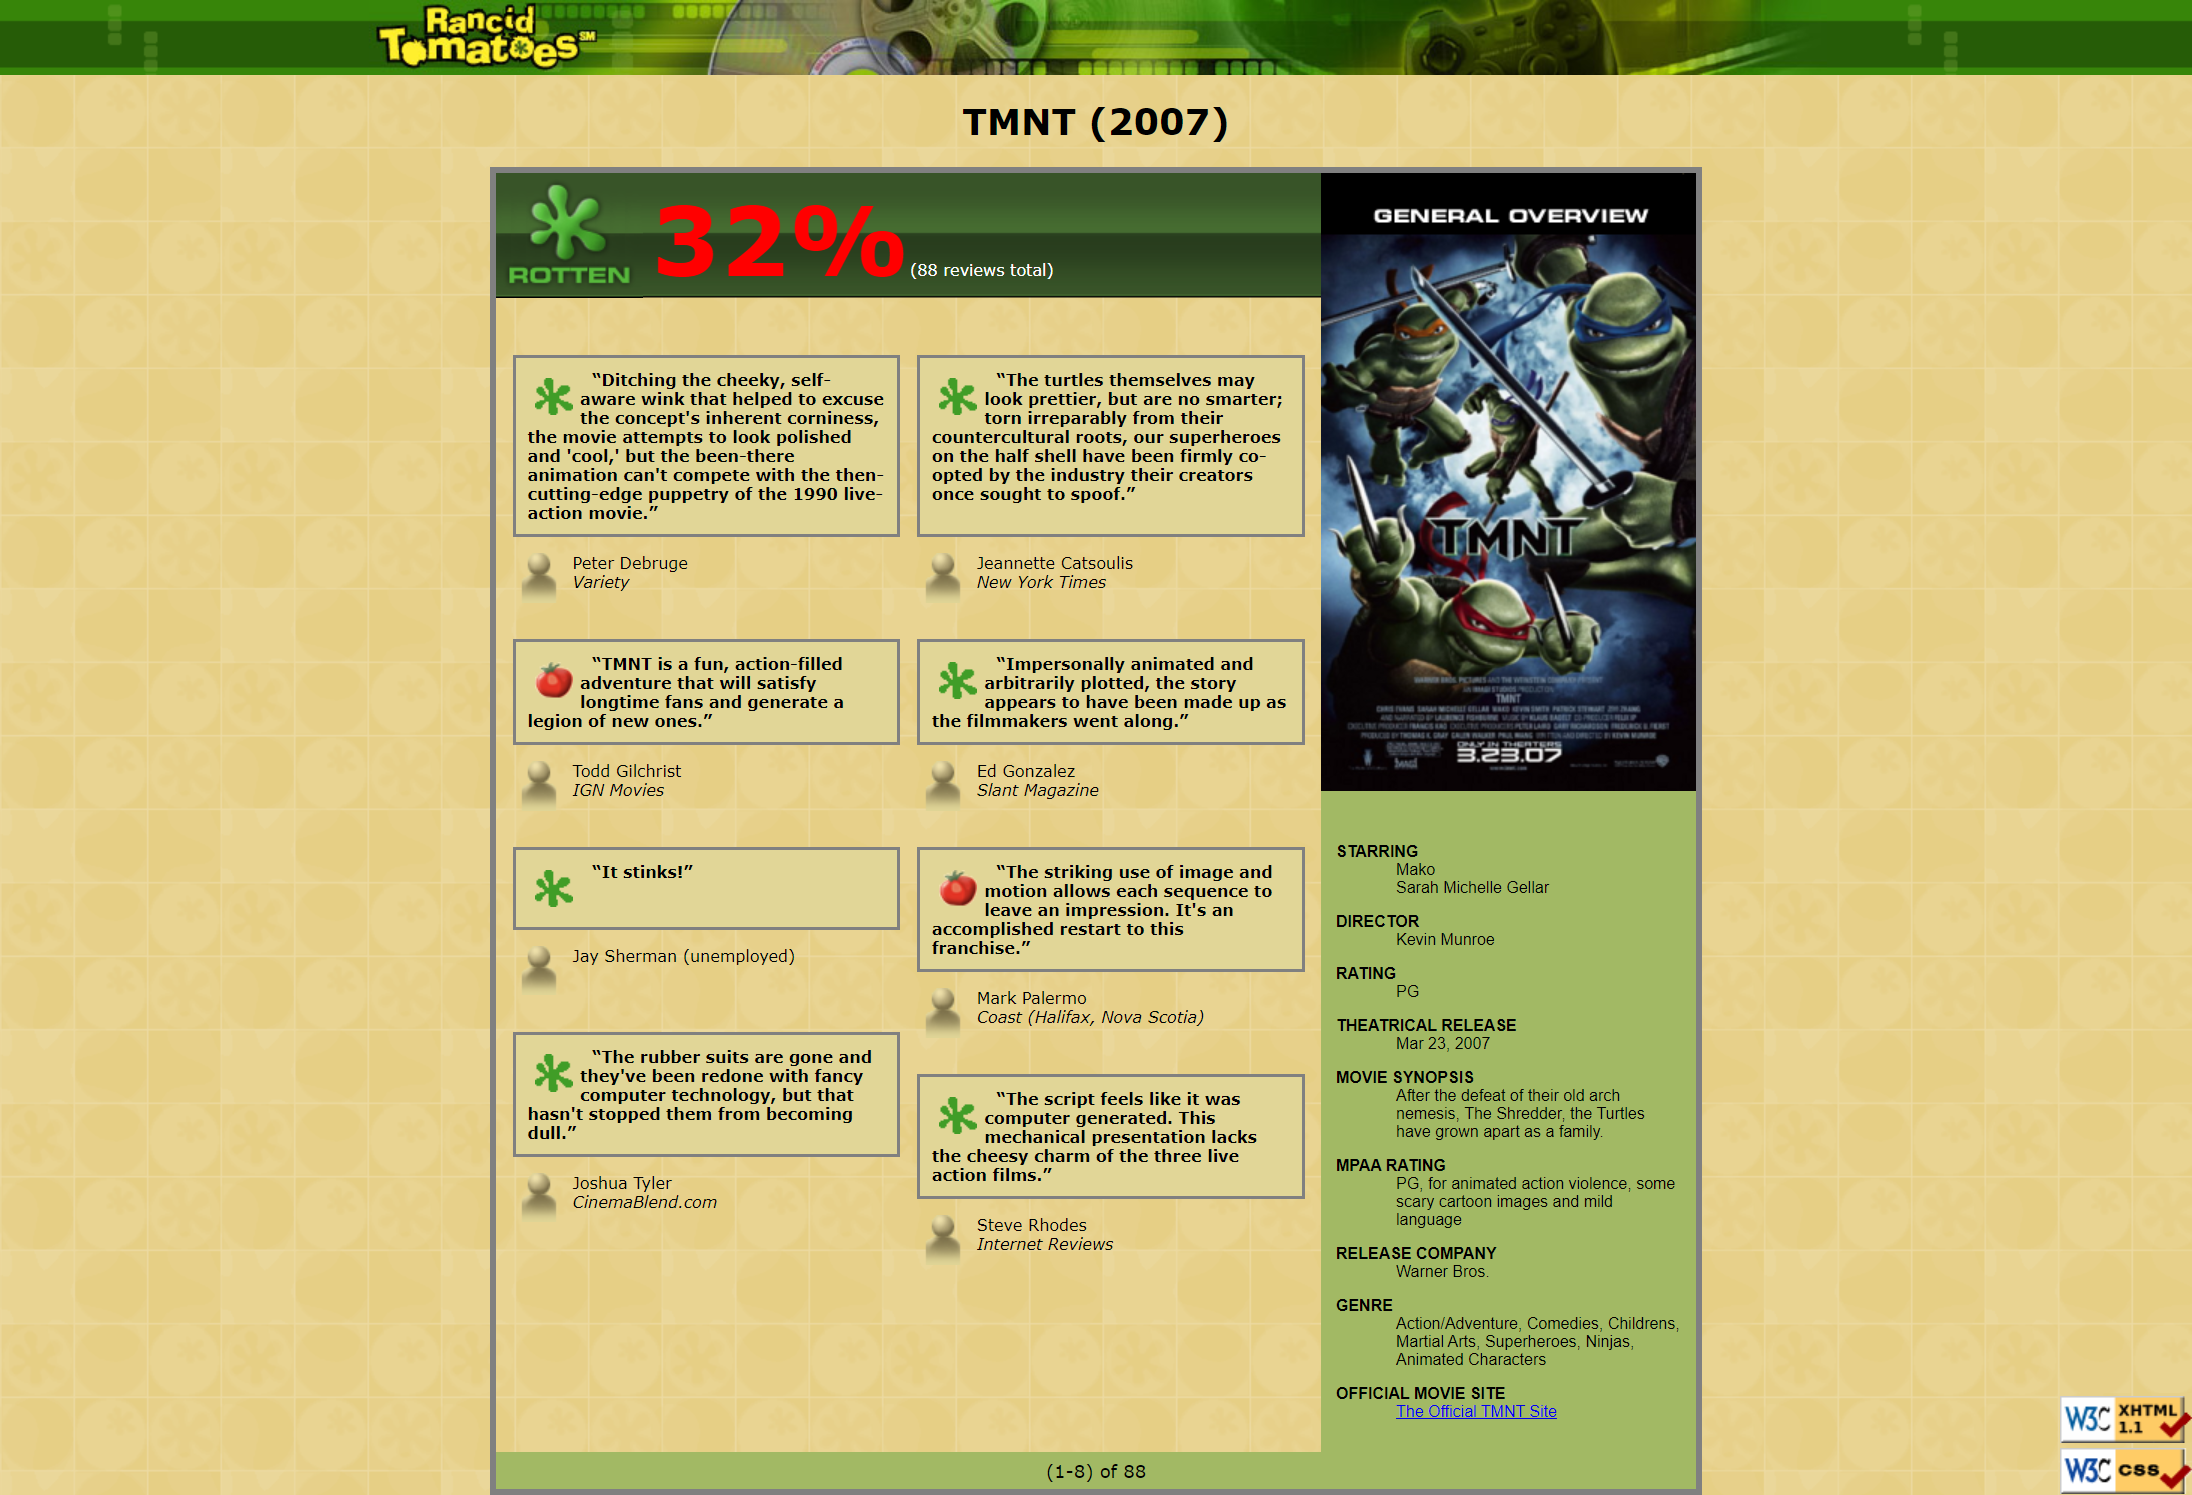 Rancid
Tomatoes SM
TMNT (2007)
ROTTEN
32% (88 reviews total)
“Ditching the cheeky, self-
aware wink that helped to excuse
the concept's inherent corniness,
the movie attempts to look polished
and 'cool,' but the been-there
animation can't compete with the then-
cutting-edge puppetry of the 1990 live-
action movie.”
Peter Debruge
Variety
“TMNT is a fun, action-filled
adventure that will satisfy
longtime fans and generate a
legion of new ones.”
Todd Gilchrist
IGN Movies
“It stinks!”
Jay Sherman (unemployed)
“The rubber suits are gone and
they've been redone with fancy
computer technology, but that
hasn't stopped them from becoming
dull.”
Joshua Tyler
CinemaBlend.com
“The turtles themselves may
look prettier, but are no smarter;
torn irreparably from their
countercultural roots, our superheroes
on the half shell have been firmly co-
opted by the industry their creators
once sought to spoof.”
Jeannette Catsoulis
New York Times
“Impersonally animated and
arbitrarily plotted, the story
appears to have been made up as
the filmmakers went along.”
Ed Gonzalez
Slant Magazine
“The striking use of image and
motion allows each sequence to
leave an impression. It's an
accomplished restart to this
franchise.”
Mark Palermo
Coast (Halifax, Nova Scotia)
“The script feels like it was
computer generated. This
mechanical presentation lacks
the cheesy charm of the three live
action films.”
Steve Rhodes
Internet Reviews
GENERAL OVERVIEW
TMNT
WARNER BROS. PICTURES AND THE WEINSTEIN COMPANY PRESENT
AN IMAGI STUDIOS PRODUCTION
TMNT
ONLY IN THEATERS
3.23.07
STARRING
Mako
Sarah Michelle Gellar
DIRECTOR
Kevin Munroe
RATING
PG
THEATRICAL RELEASE
Mar 23, 2007
MOVIE SYNOPSIS
After the defeat of their old arch
nemesis, The Shredder, the Turtles
have grown apart as a family.
MPAA RATING
PG, for animated action violence, some
scary cartoon images and mild
language
RELEASE COMPANY
Warner Bros.
GENRE
Action/Adventure, Comedies, Childrens,
Martial Arts, Superheroes, Ninjas,
Animated Characters
OFFICIAL MOVIE SITE
The Official TMNT Site
(1-8) of 88
W3C XHTML
1.1
W3C css